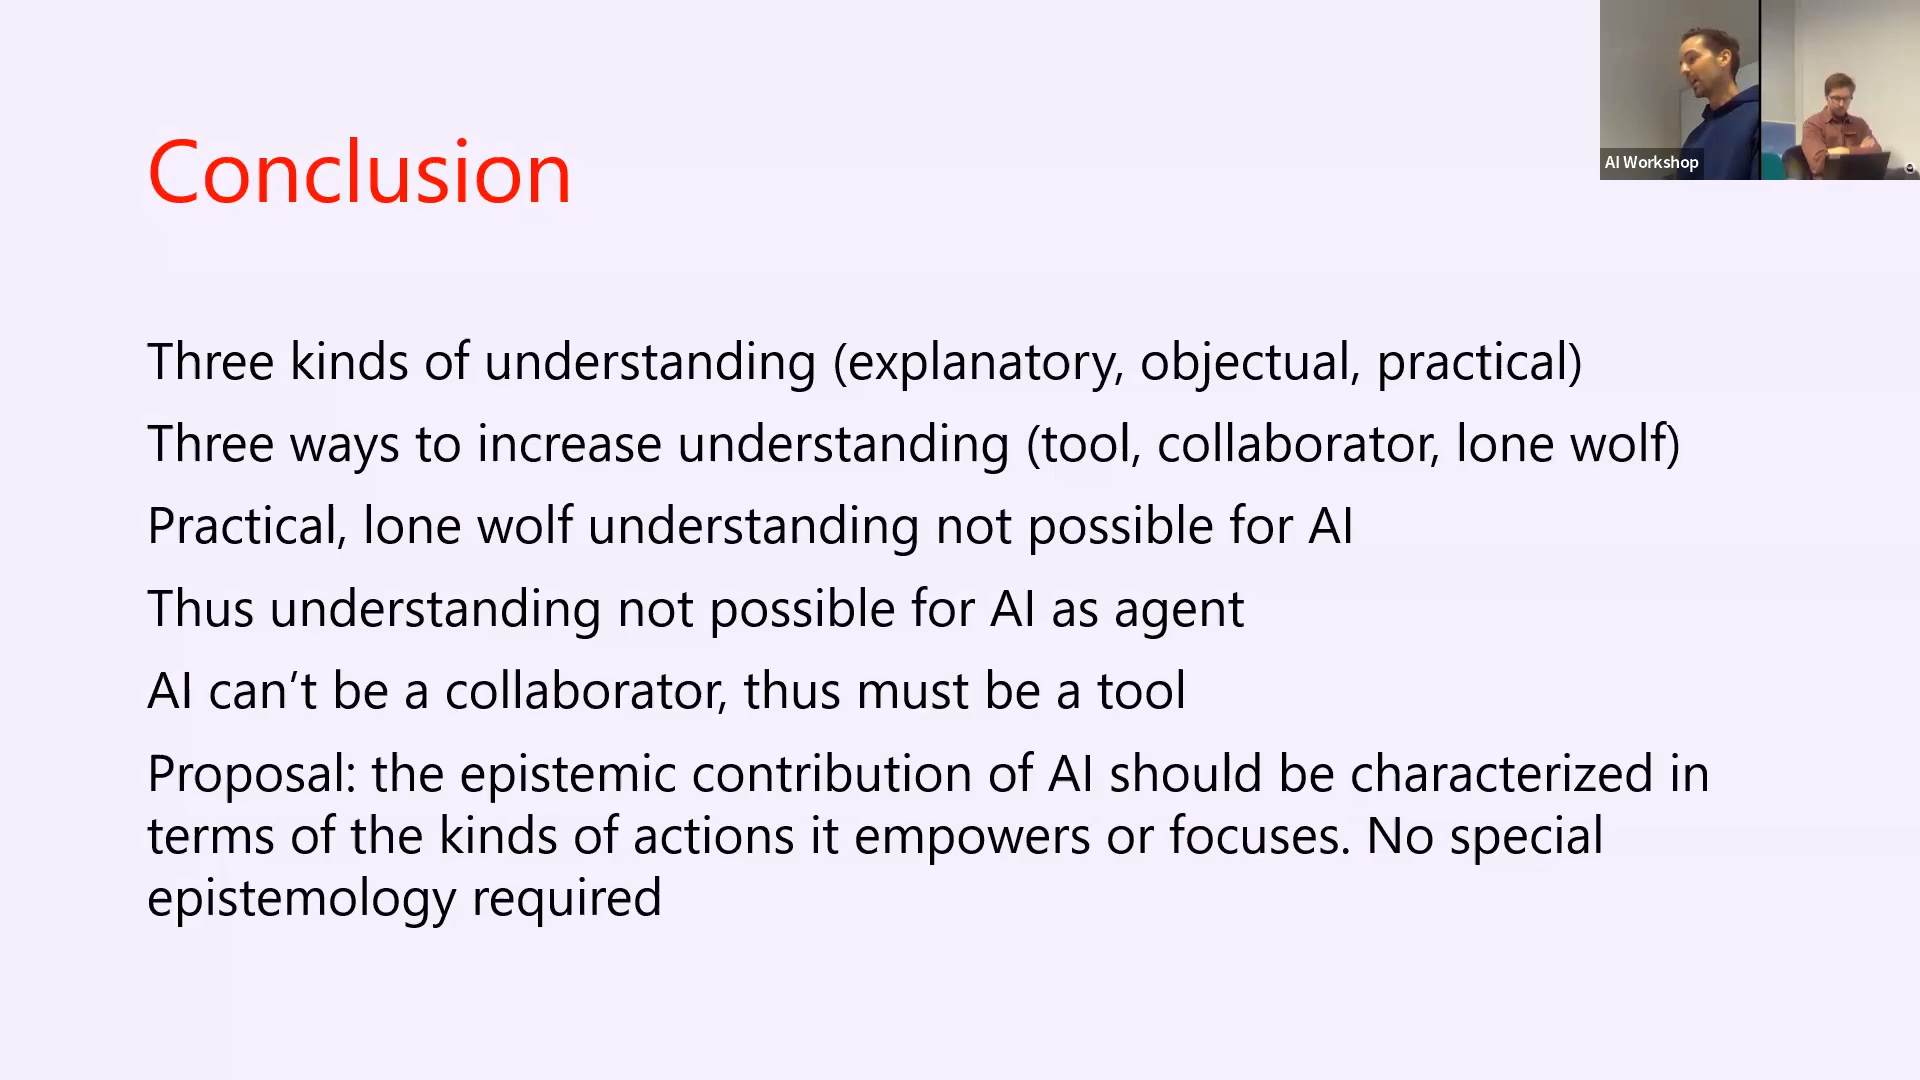 Conclusion
AI Workshop
Three kinds of understanding (explanatory, objectual, practical)
Three ways to increase understanding (tool, collaborator, lone wolf)
Practical, lone wolf understanding not possible for AI
Thus understanding not possible for AI as agent
AI can’t be a collaborator, thus must be a tool
Proposal: the epistemic contribution of AI should be characterized in
terms of the kinds of actions it empowers or focuses. No special
epistemology required